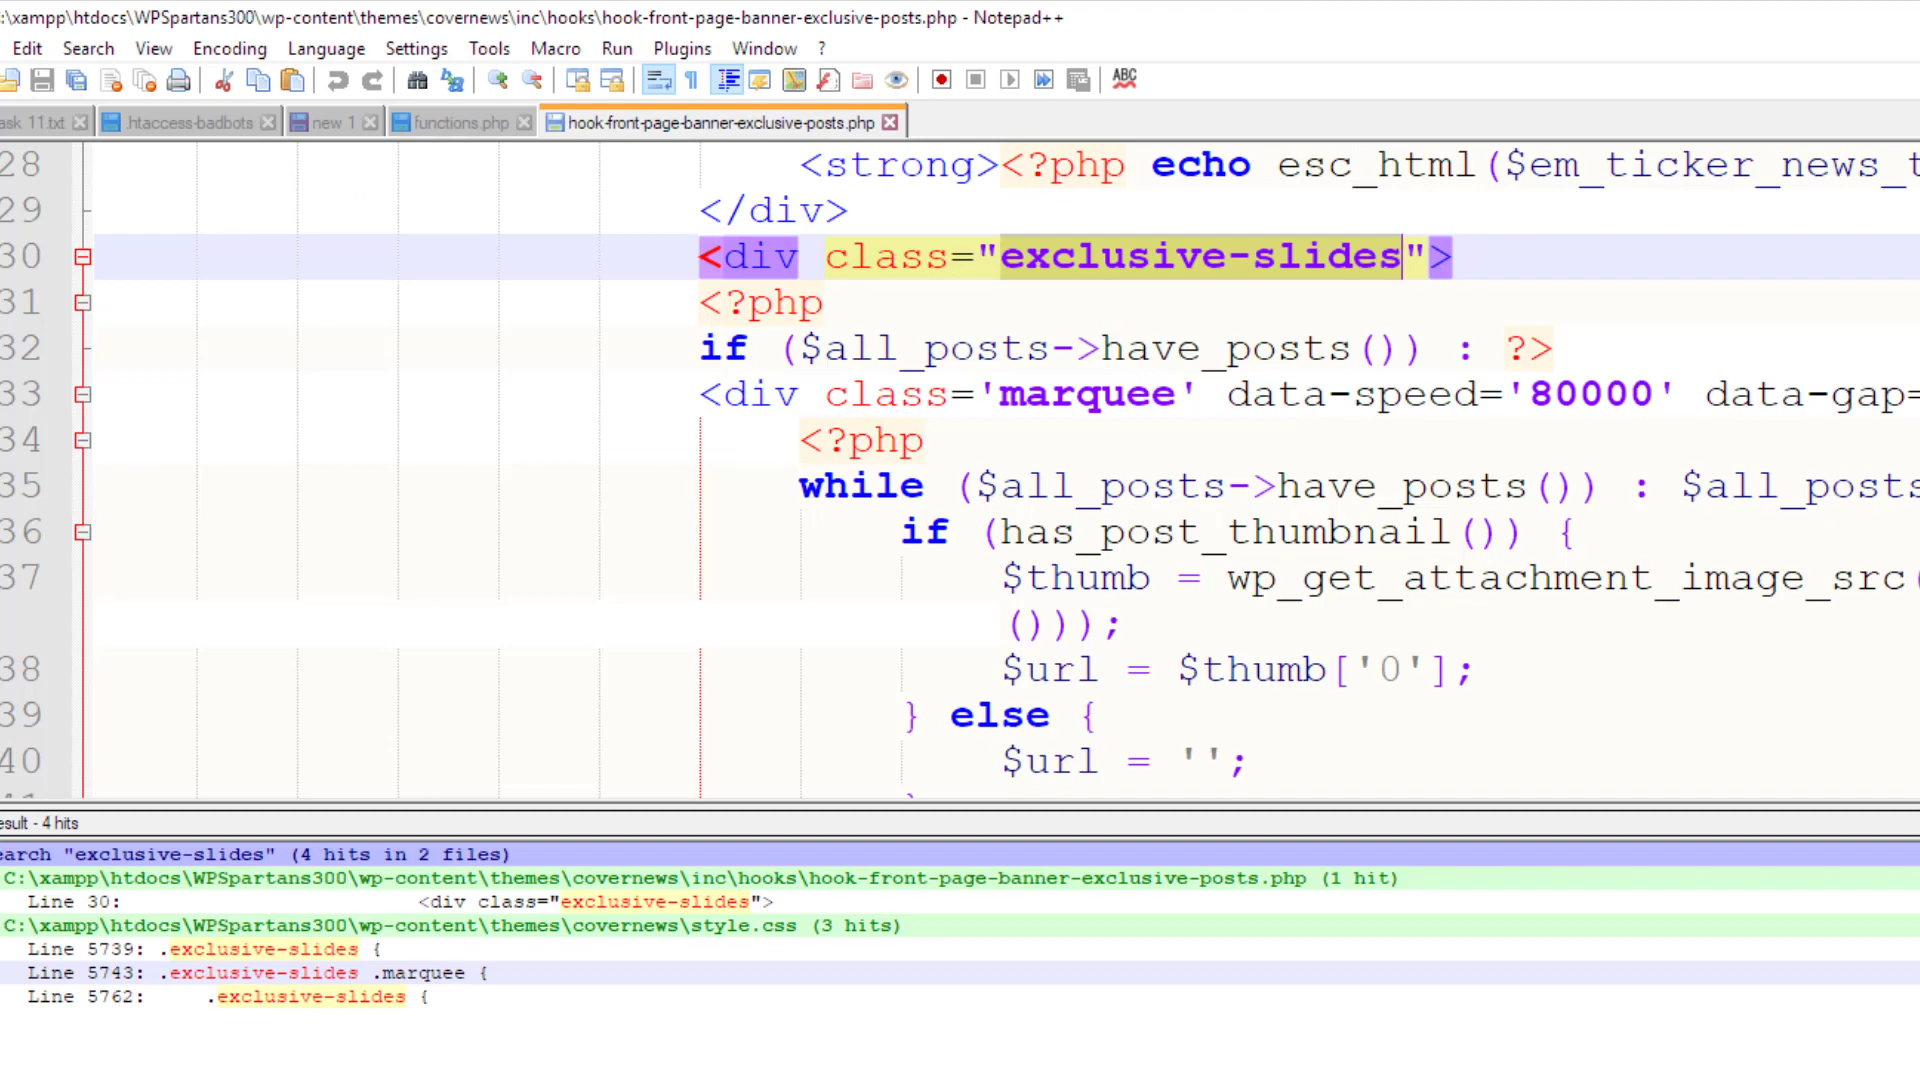 :\xampp\htdocs\WPSpartans300\wp-content\themes\covernews\inc\hooks\hook-front-page-banner-exclusive-posts.php - Notepad++
Edit Search View Encoding Language Settings Tools Macro Run Plugins Window ?
ABC
ask 11.txt .htaccess-badbots new 1 functions.php hook-front-page-banner-exclusive-posts.php
28 <strong><?php echo esc_html($em_ticker_news_t
29 </div>
30 <div class="exclusive-slides">
31 <?php
32 if ($all_posts->have_posts()) : ?>
33 <div class='marquee' data-speed='80000' data-gap=
34 <?php
35 while ($all_posts->have_posts()) : $all_posts
36 if (has_post_thumbnail()) {
37 $thumb = wp_get_attachment_image_src(
()));
38 $url = $thumb['0'];
39 } else {
40 $url = '';
esult - 4 hits
earch "exclusive-slides" (4 hits in 2 files)
C:\xampp\htdocs\WPSpartans300\wp-content\themes\covernews\inc\hooks\hook-front-page-banner-exclusive-posts.php (1 hit)
Line 30: <div class="exclusive-slides">
C:\xampp\htdocs\WPSpartans300\wp-content\themes\covernews\style.css (3 hits)
Line 5739: .exclusive-slides {
Line 5743: .exclusive-slides .marquee {
Line 5762: .exclusive-slides {